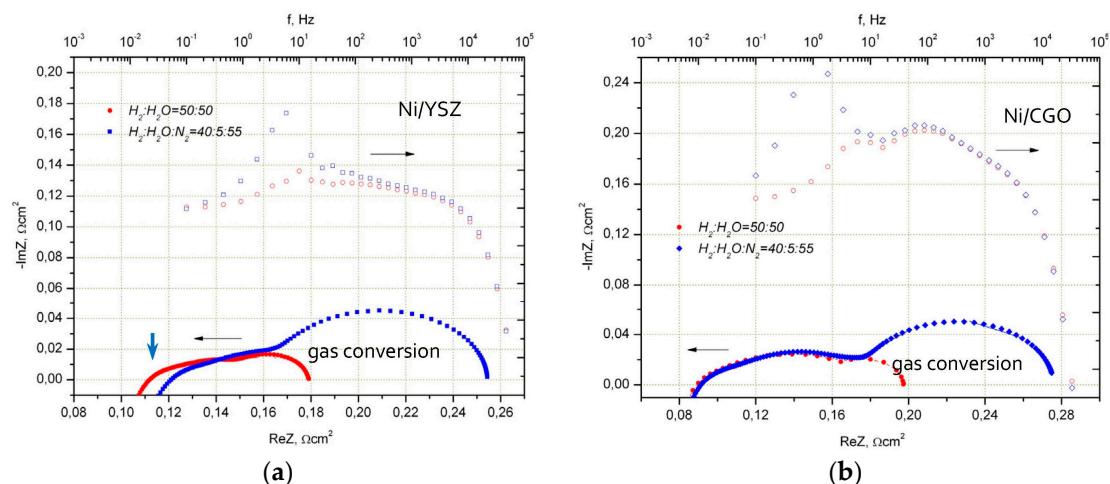 f, Hz
10⁻³ 10⁻² 10⁻¹ 10⁰ 10¹ 10² 10³ 10⁴ 10⁵
0,20
0,18
0,16
0,14
0,12
0,10
0,08
0,06
0,04
0,02
0,00
-ImZ, Ωcm²
H₂:H₂O=50:50
H₂:H₂O:N₂=40:5:55
Ni/YSZ
gas conversion
0,08 0,10 0,12 0,14 0,16 0,18 0,20 0,22 0,24 0,26
ReZ, Ωcm²
(a)
f, Hz
10⁻³ 10⁻² 10⁻¹ 10⁰ 10¹ 10² 10³ 10⁴ 10⁵
0,24
0,20
0,16
0,12
0,08
0,04
0,00
-ImZ, Ωcm²
Ni/CGO
H₂:H₂O=50:50
H₂:H₂O:N₂=40:5:55
gas conversion
0,08 0,12 0,16 0,20 0,24 0,28
ReZ, Ωcm²
(b)